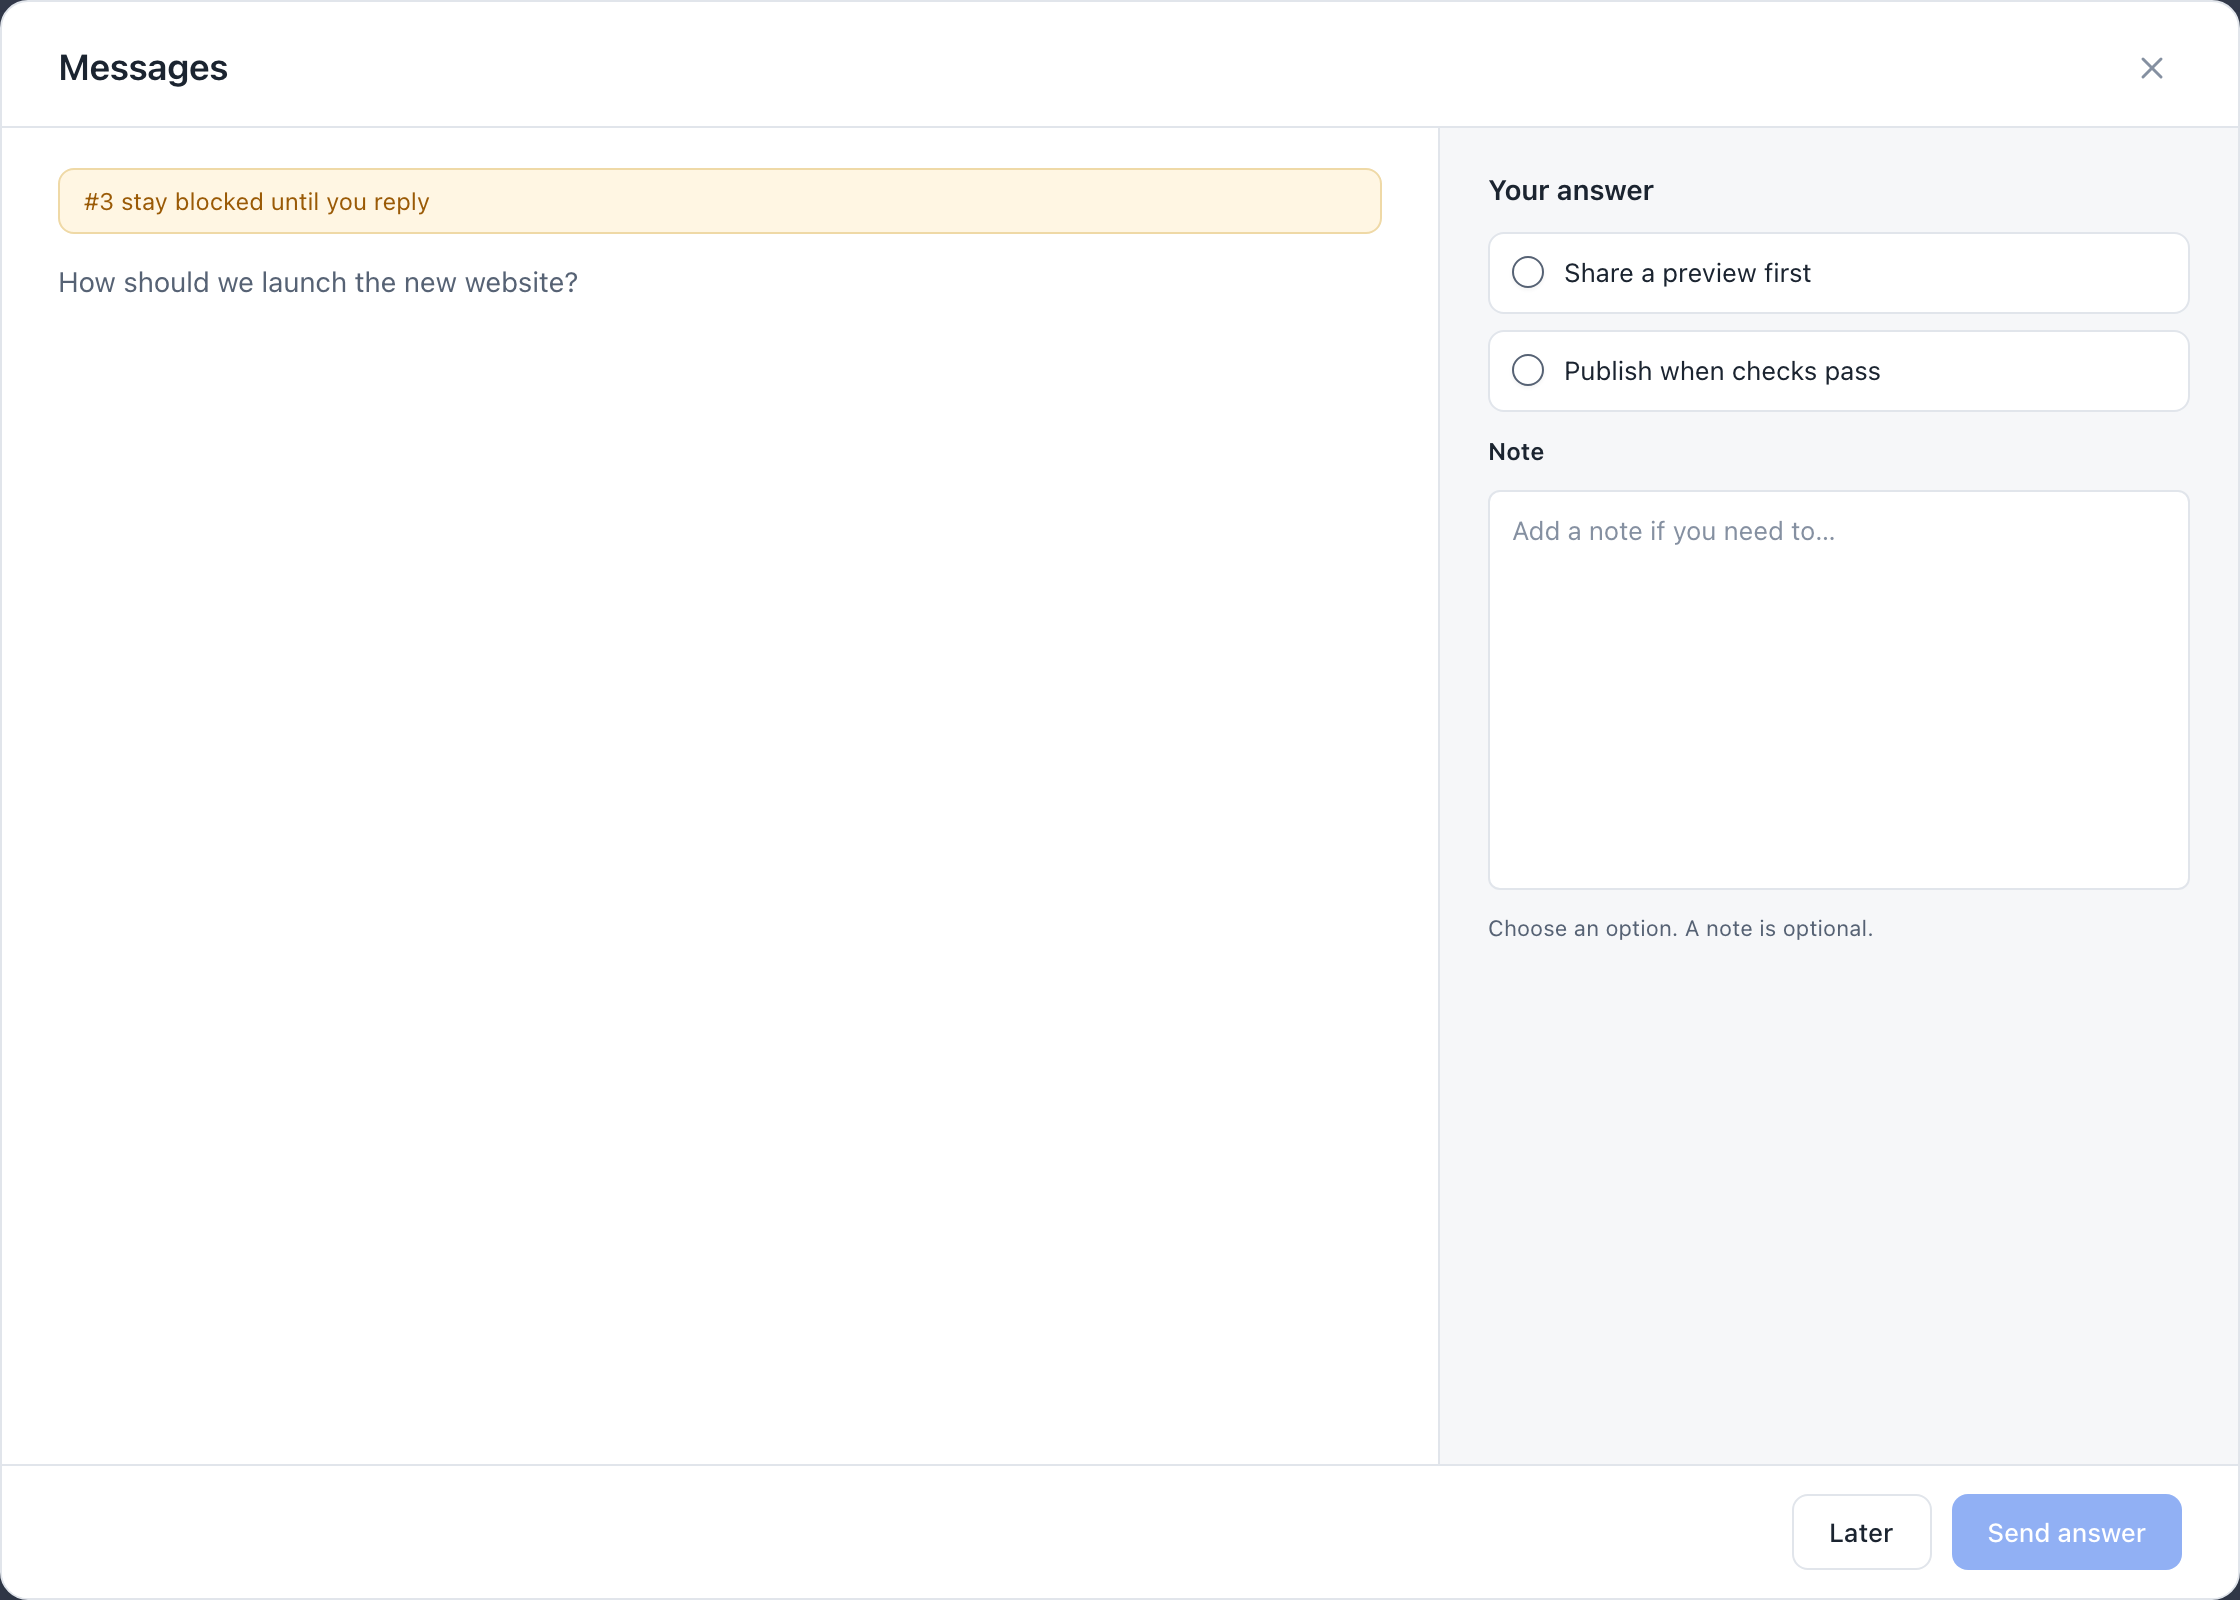 Messages
#3 stay blocked until you reply
How should we launch the new website?
Your answer
Share a preview first
Publish when checks pass
Note
Add a note if you need to...
Choose an option. A note is optional.
Later
Send answer